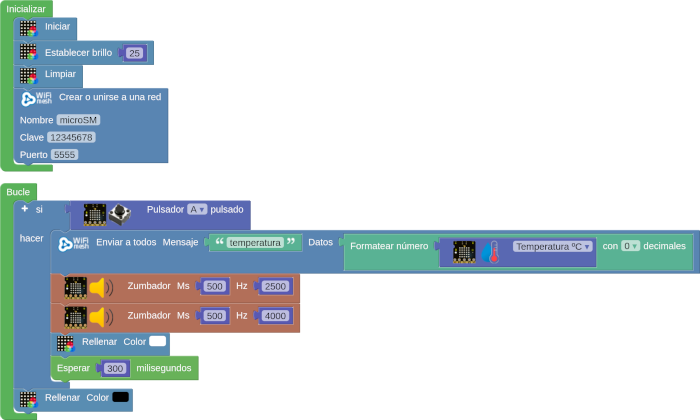 Inicializar
Iniciar
Establecer brillo 25
Limpiar
WiFi mesh Crear o unirse a una red
Nombre microSM
Clave 12345678
Puerto 5555
Bucle
+ si Pulsador A pulsado
hacer WiFi mesh Enviar a todos Mensaje “ temperatura ” Datos Formatear número Temperatura ºC con 0 decimales
Zumbador Ms 500 Hz 2500
Zumbador Ms 500 Hz 4000
Rellenar Color
Esperar 300 milisegundos
Rellenar Color